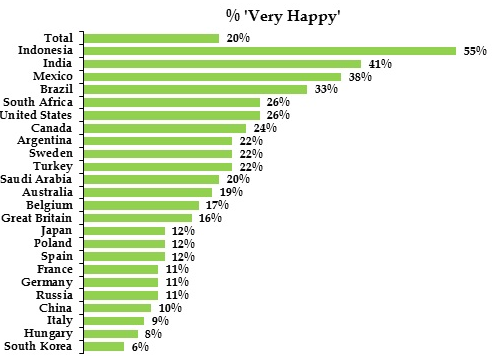 % 'Very Happy'
Total 20%
Indonesia 55%
India 41%
Mexico 38%
Brazil 33%
South Africa 26%
United States 26%
Canada 24%
Argentina 22%
Sweden 22%
Turkey 22%
Saudi Arabia 20%
Australia 19%
Belgium 17%
Great Britain 16%
Japan 12%
Poland 12%
Spain 12%
France 11%
Germany 11%
Russia 11%
China 10%
Italy 9%
Hungary 8%
South Korea 6%